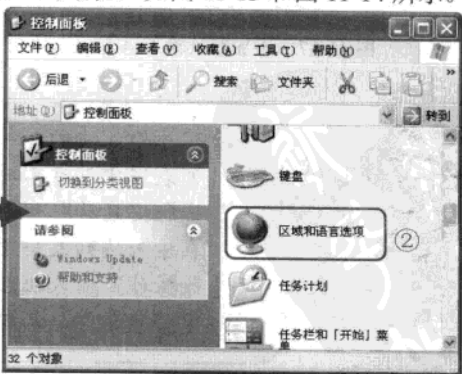 控制面板
文件(F) 编辑(E) 查看(V) 收藏(A) 工具(T) 帮助(H)
后退 搜索 文件夹 »
地址(D) 控制面板 转到
控制面板
切换到分类视图
请参阅
Windows Update
帮助和支持
键盘
区域和语言选项 ②
任务计划
任务栏和「开始」菜
单
32 个对象